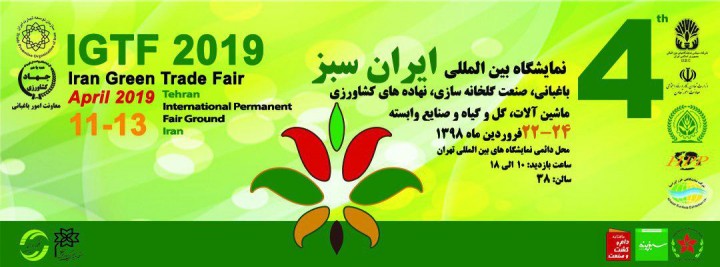 IGTF 2019
Iran Green Trade Fair
April 2019
11-13
Tehran
International Permanent
Fair Ground
Iran
4th
نمایشگاه بین المللی ایران سبز
باغبانی، صنعت گلخانه سازی، نهاده های کشاورزی
ماشین آلات، گل و گیاه و صنایع وابسته
۲۲-۲۴ فروردین ماه ۱۳۹۸
محل دائمی نمایشگاه های بین المللی تهران
ساعت بازدید: ۱۰ الی ۱۸
سالن: ۳۸
جهاد
کشاورزی
معاونت امور باغبانی
دام و
کشت
و صنعت